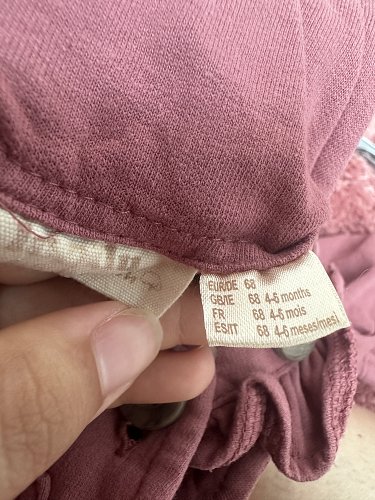 EUR/DE 68
GB/IE 68 4-6 months
FR 68 4-6 mois
ES/IT 68 4-6 meses/mesi